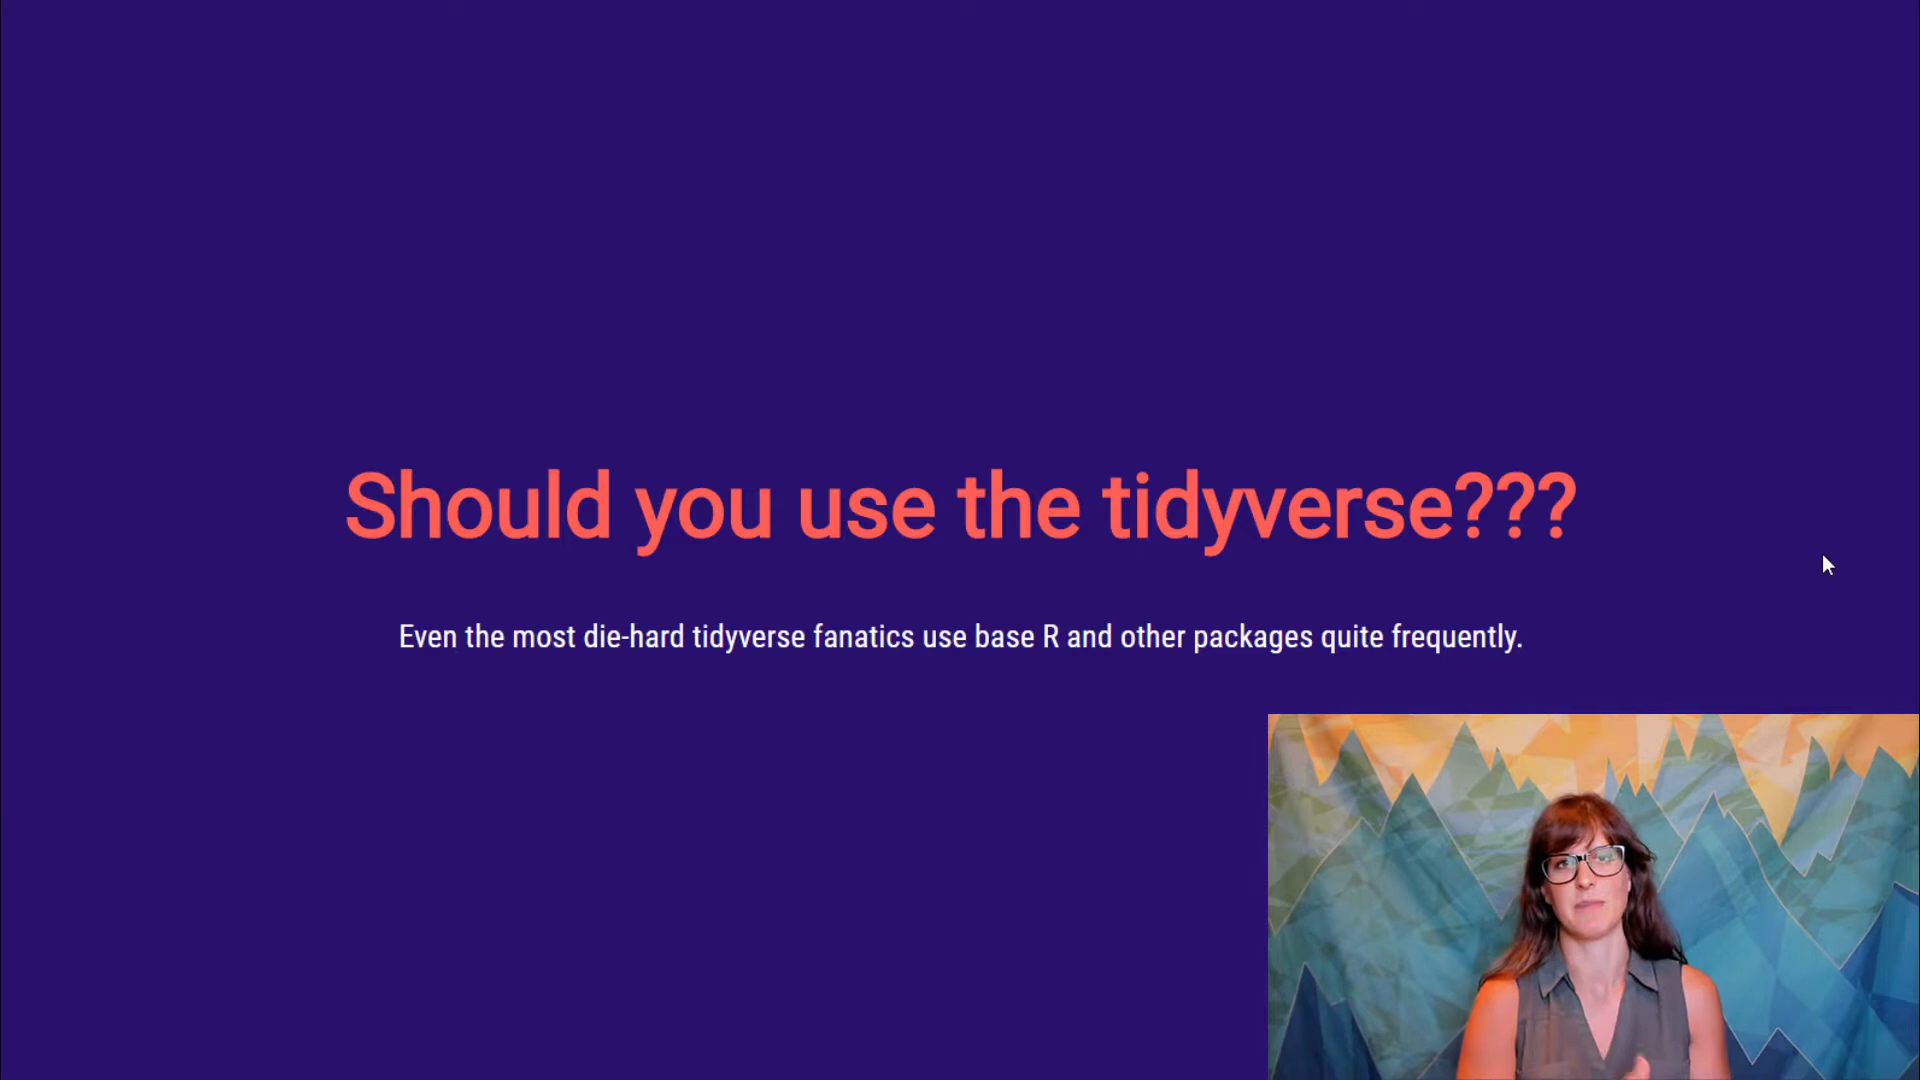 Should you use the tidyverse???
Even the most die-hard tidyverse fanatics use base R and other packages quite frequently.